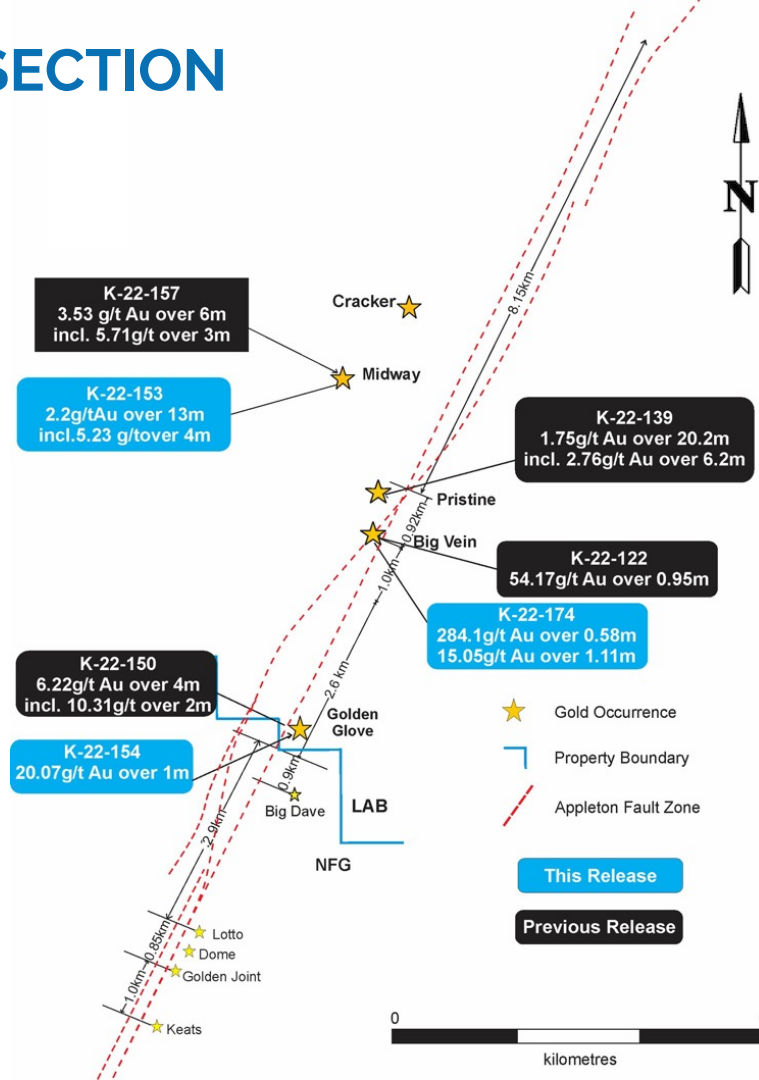 SECTION
N
8.15km
Cracker
K-22-157
3.53 g/t Au over 6m
incl. 5.71g/t over 3m
Midway
K-22-153
2.2g/tAu over 13m
incl.5.23 g/tover 4m
K-22-139
1.75g/t Au over 20.2m
incl. 2.76g/t Au over 6.2m
Pristine
0.92km
Big Vein
K-22-122
54.17g/t Au over 0.95m
1.0km
K-22-174
284.1g/t Au over 0.58m
15.05g/t Au over 1.11m
2.6 km
K-22-150
6.22g/t Au over 4m
incl. 10.31g/t over 2m
Golden
Glove
K-22-154
20.07g/t Au over 1m
0.9km
Big Dave
LAB
NFG
2.9km
Lotto
0.85km
Dome
Golden Joint
1.0km
Keats
Gold Occurrence
Property Boundary
Appleton Fault Zone
This Release
Previous Release
0
kilometres